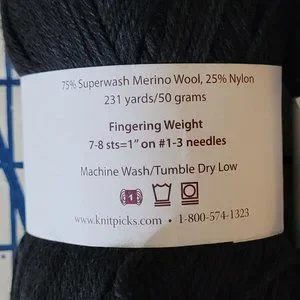 75% Superwash Merino Wool, 25% Nylon
231 yards/50 grams
Fingering Weight
7-8 sts=1” on #1-3 needles
Machine Wash/Tumble Dry Low
1
www.knitpicks.com • 1-800-574-1323